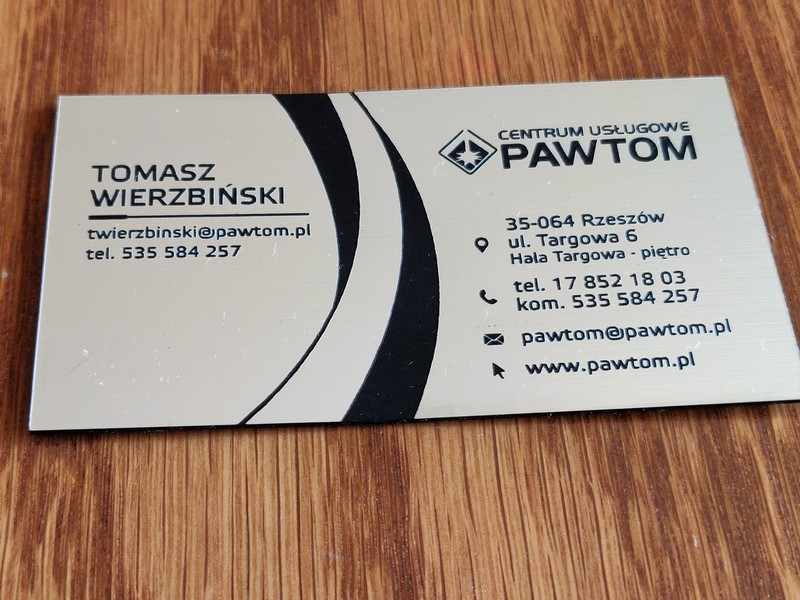 TOMASZ
WIERZBIŃSKI
twierzbinski@pawtom.pl
tel. 535 584 257
CENTRUM USŁUGOWE
PAWTOM
35-064 Rzeszów
ul. Targowa 6
Hala Targowa - piętro
tel. 17 852 18 03
kom. 535 584 257
pawtom@pawtom.pl
www.pawtom.pl